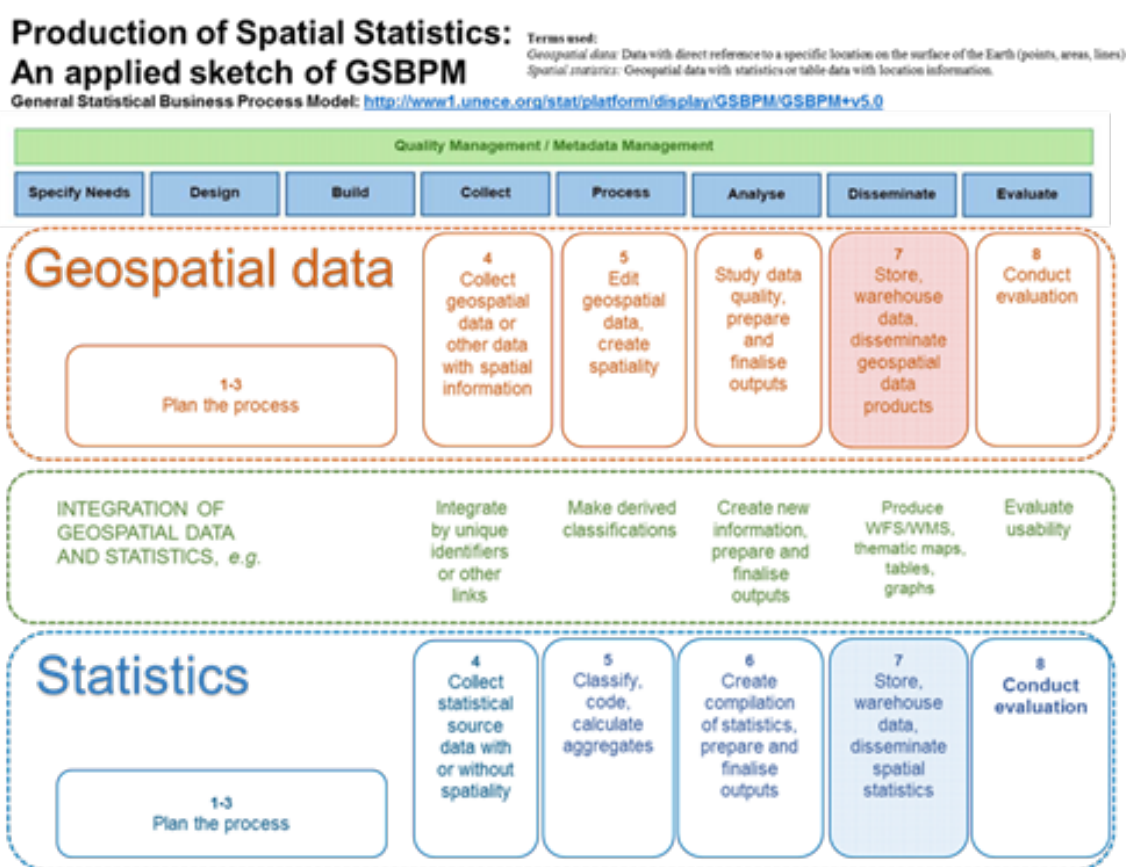 Production of Spatial Statistics:
An applied sketch of GSBPM
Terms used:
Geospatial data: Data with direct reference to a specific location on the surface of the Earth (points, areas, lines)
Spatial statistics: Geospatial data with statistics or table data with location information.
General Statistical Business Process Model: http://www1.unece.org/stat/platform/display/GSBPM/GSBPM+v5.0
Quality Management / Metadata Management
Specify Needs
Design
Build
Collect
Process
Analyse
Disseminate
Evaluate
Geospatial data
1-3
Plan the process
4
Collect
geospatial
data or
other data
with spatial
information
5
Edit
geospatial
data,
create
spatiality
6
Study data
quality,
prepare
and
finalise
outputs
7
Store,
warehouse
data,
disseminate
geospatial
data
products
8
Conduct
evaluation
INTEGRATION OF
GEOSPATIAL DATA
AND STATISTICS, e.g.
Integrate
by unique
identifiers
or other
links
Make derived
classifications
Create new
information,
prepare and
finalise
outputs
Produce
WFS/WMS,
thematic maps,
tables,
graphs
Evaluate
usability
Statistics
1-3
Plan the process
4
Collect
statistical
source
data with
or without
spatiality
5
Classify,
code,
calculate
aggregates
6
Create
compilation
of statistics,
prepare and
finalise
outputs
7
Store,
warehouse
data,
disseminate
spatial
statistics
8
Conduct
evaluation